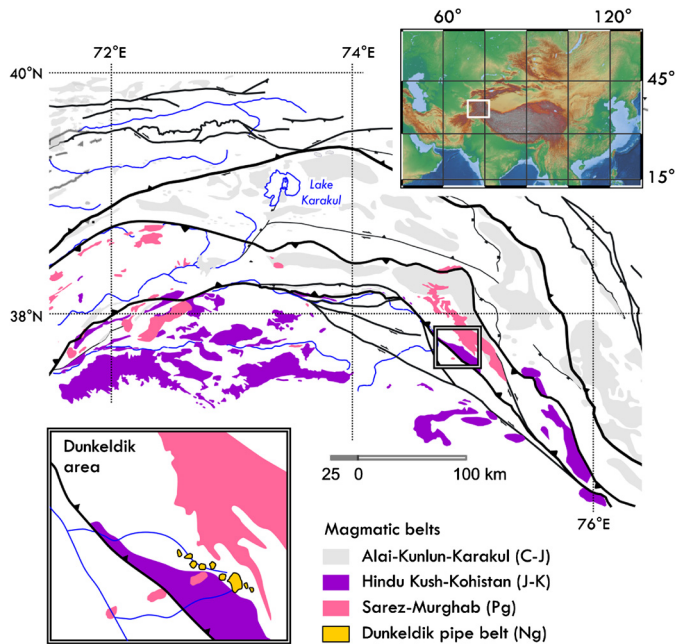 60° 120°
72°E 74°E
40°N
45°
15°
Lake
Karakul
38°N
Dunkeldik
area
25 0 100 km
76°E
Magmatic belts
Alai-Kunlun-Karakul (C-J)
Hindu Kush-Kohistan (J-K)
Sarez-Murghab (Pg)
Dunkeldik pipe belt (Ng)